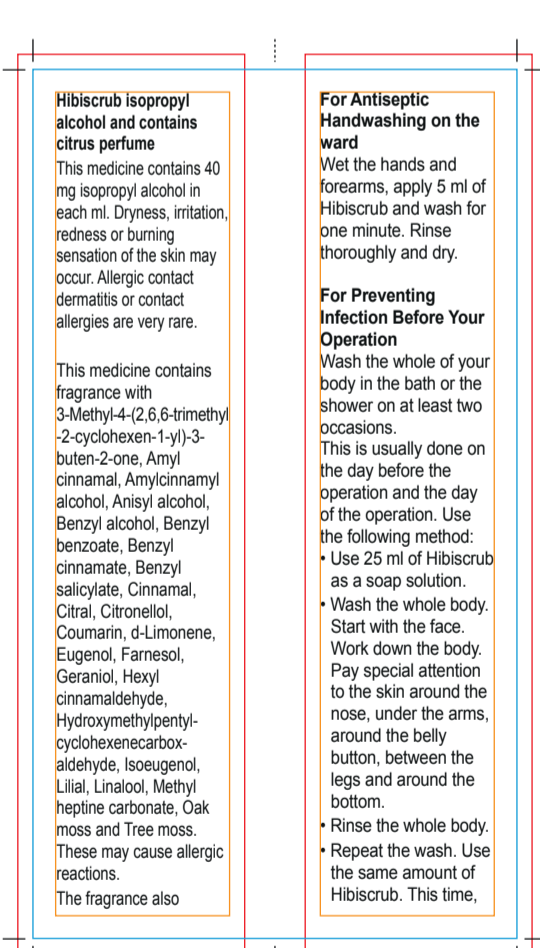 Hibiscrub isopropyl
alcohol and contains
citrus perfume
This medicine contains 40
mg isopropyl alcohol in
each ml. Dryness, irritation,
redness or burning
sensation of the skin may
occur. Allergic contact
dermatitis or contact
allergies are very rare.
This medicine contains
fragrance with
3-Methyl-4-(2,6,6-trimethyl
-2-cyclohexen-1-yl)-3-
buten-2-one, Amyl
cinnamal, Amylcinnamyl
alcohol, Anisyl alcohol,
Benzyl alcohol, Benzyl
benzoate, Benzyl
cinnamate, Benzyl
salicylate, Cinnamal,
Citral, Citronellol,
Coumarin, d-Limonene,
Eugenol, Farnesol,
Geraniol, Hexyl
cinnamaldehyde,
Hydroxymethylpentyl-
cyclohexenecarbox-
aldehyde, Isoeugenol,
Lilial, Linalool, Methyl
heptine carbonate, Oak
moss and Tree moss.
These may cause allergic
reactions.
The fragrance also
For Antiseptic
Handwashing on the
ward
Wet the hands and
forearms, apply 5 ml of
Hibiscrub and wash for
one minute. Rinse
thoroughly and dry.
For Preventing
Infection Before Your
Operation
Wash the whole of your
body in the bath or the
shower on at least two
occasions.
This is usually done on
the day before the
operation and the day
of the operation. Use
the following method:
• Use 25 ml of Hibiscrub
as a soap solution.
• Wash the whole body.
Start with the face.
Work down the body.
Pay special attention
to the skin around the
nose, under the arms,
around the belly
button, between the
legs and around the
bottom.
• Rinse the whole body.
• Repeat the wash. Use
the same amount of
Hibiscrub. This time,